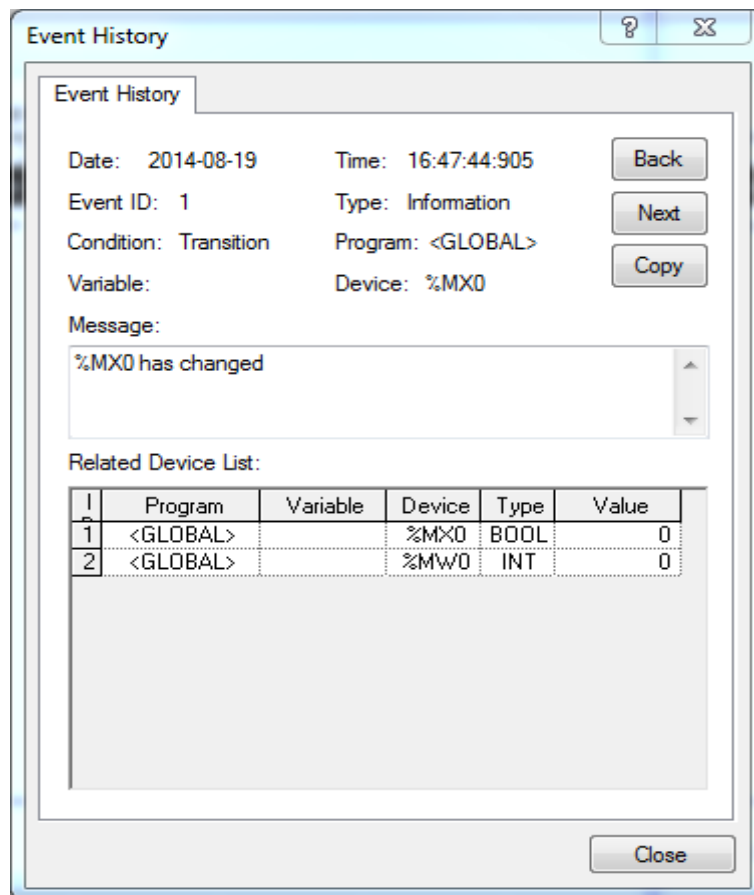 Event History
Event History
Date: 2014-08-19 Time: 16:47:44:905 Back
Event ID: 1 Type: Information Next
Condition: Transition Program: <GLOBAL>
Copy
Variable: Device: %MX0
Message:
%MX0 has changed
Related Device List:
Program Variable Device Type Value
1 <GLOBAL> %MX0 BOOL 0
2 <GLOBAL> %MW0 INT 0
Close